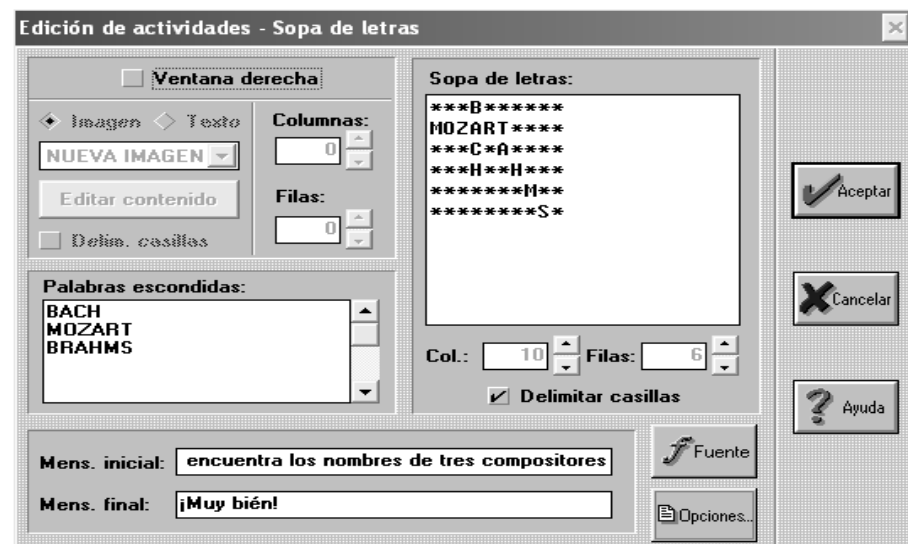 Edición de actividades - Sopa de letras
Ventana derecha
Imagen Texto
NUEVA IMAGEN
Editar contenido
Delim. casillas
Columnas:
0
Filas:
0
Palabras escondidas:
BACH
MOZART
BRAHMS
Sopa de letras:
***B******
MOZART****
***C*A****
***H**H***
*******M**
********S*
Col.: 10 Filas: 6
Delimitar casillas
Mens. inicial: encuentra los nombres de tres compositores
Mens. final: ¡Muy bién!
Fuente
Opciones...
Aceptar
Cancelar
Ayuda